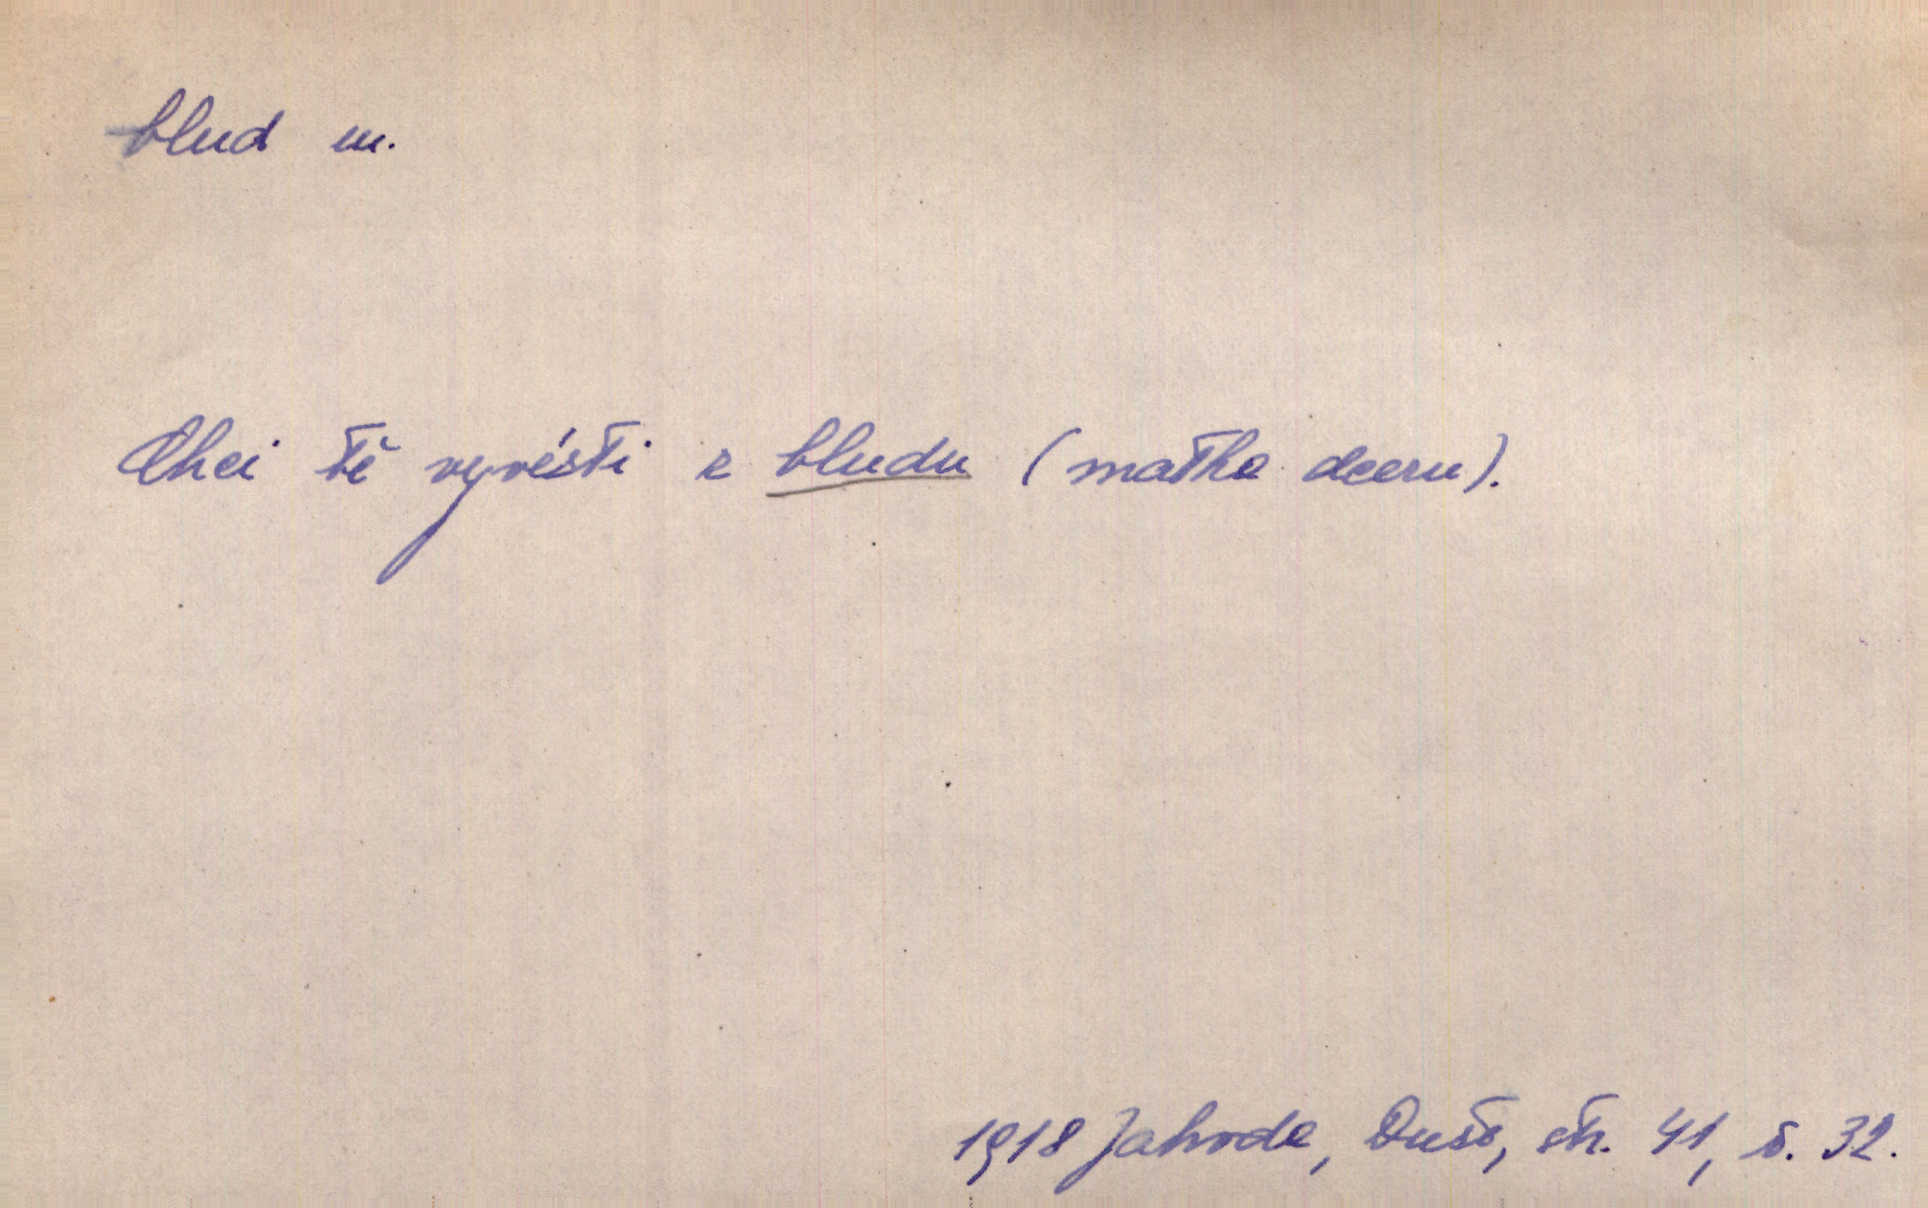 blud m.
Chci tě vyvésti z bludu (matka dceru).
1918 Jahoda, Duše, str. 41, ř. 32.